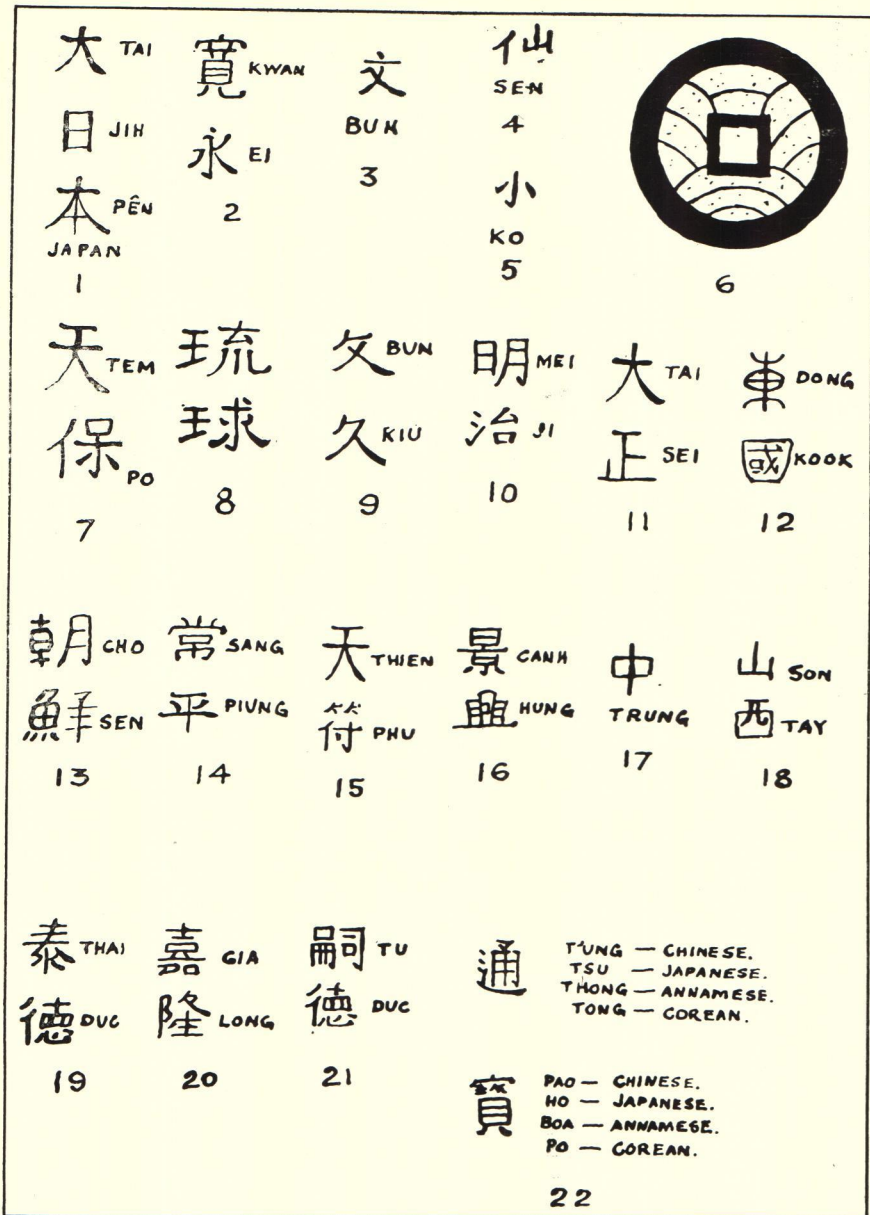 大 TAI
日 JIH
本 PÊN
JAPAN
1
寬 KWAN
永 EI
2
文
BUN
3
仙
SEN
4
小
KO
5
6
天 TEM
保 PO
7
琉
球
8
攵 BUN
久 KIU
9
明 MEI
治 JI
10
大 TAI
正 SEI
11
東 DONG
國 KOOK
12
朝 CHO
鮮 SEN
13
常 SANG
平 PIUNG
14
天 THIEN
符 PHU
15
景 CANH
興 HUNG
16
中
TRUNG
17
山 SON
西 TAY
18
泰 THAI
德 DUC
19
嘉 GIA
隆 LONG
20
嗣 TU
德 DUC
21
通
T'UNG — CHINESE.
TSU — JAPANESE.
THONG — ANNAMESE.
TONG — COREAN.
寶
PAO — CHINESE.
HO — JAPANESE.
BOA — ANNAMESE.
PO — COREAN.
22